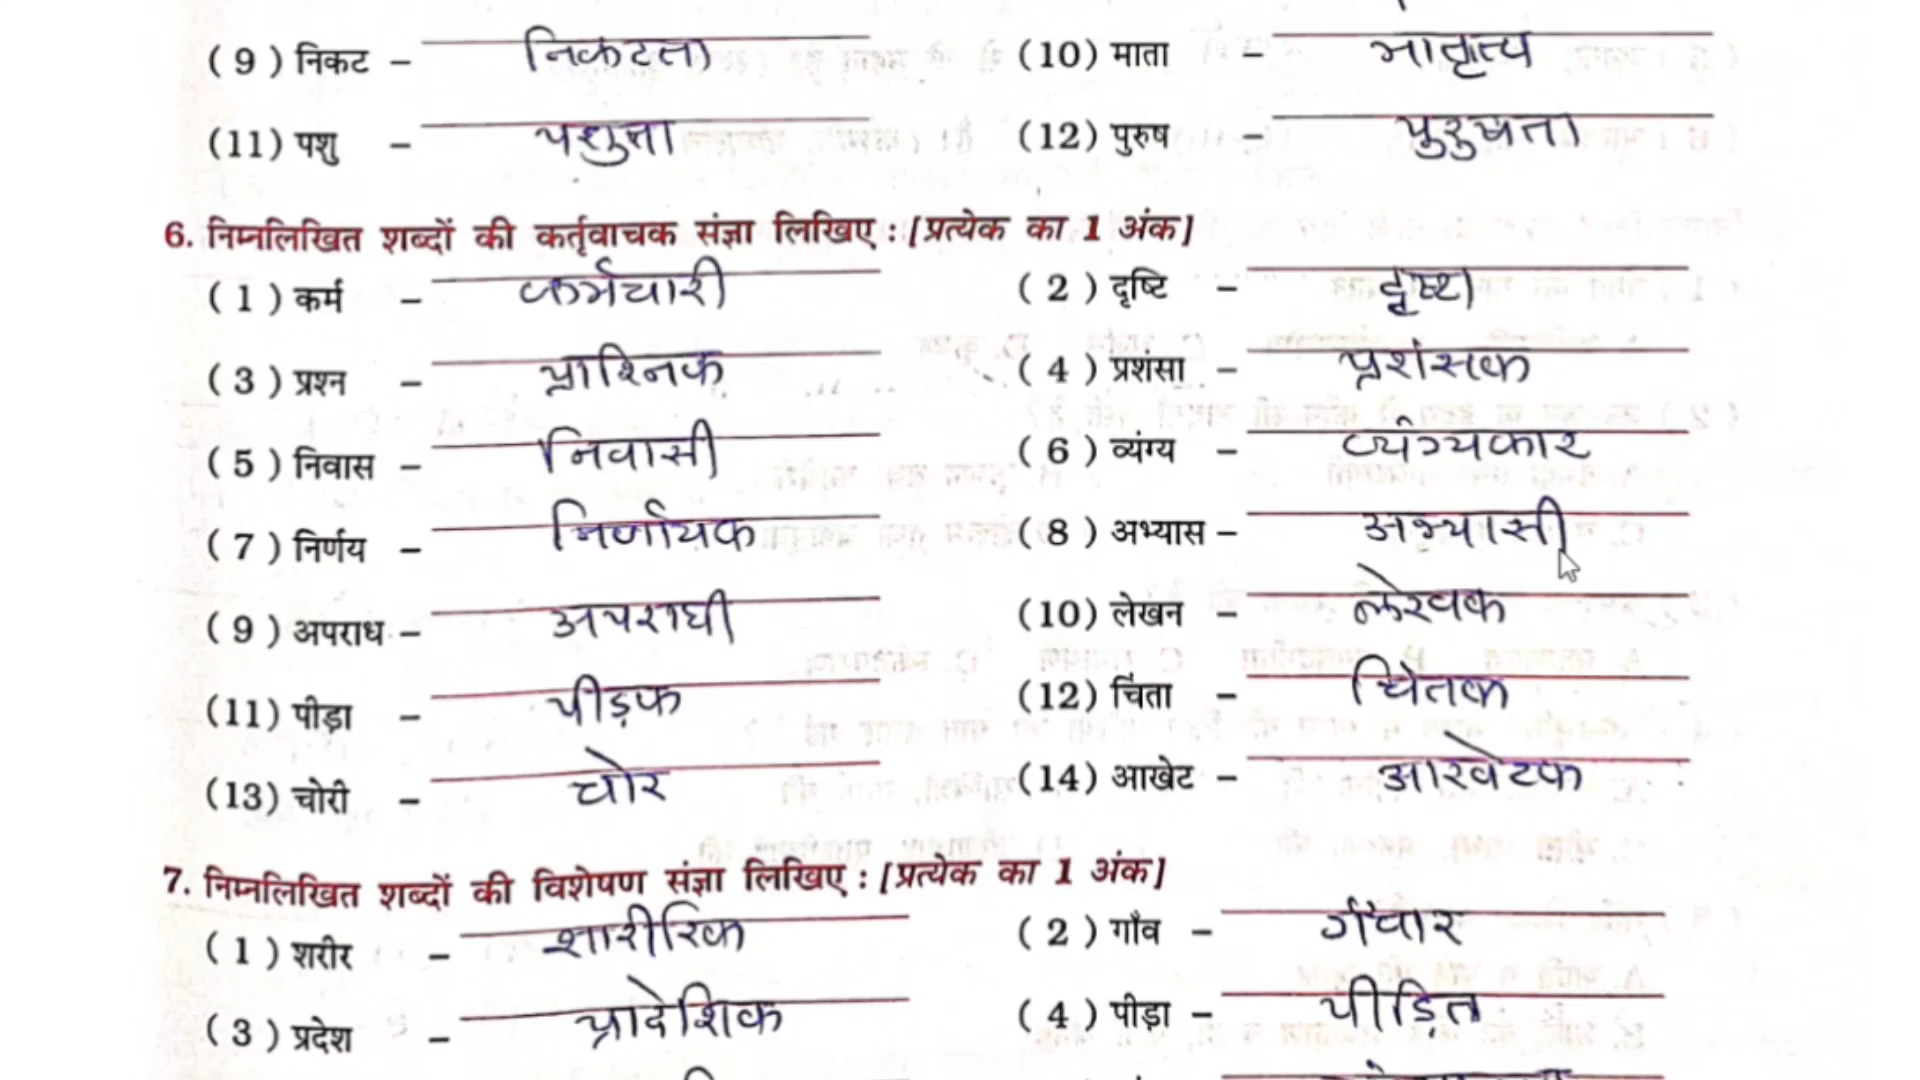 ( 9 ) निकट - निकटता (10) माता - मातृत्व
(11) पशु - पशुता (12) पुरुष - पुरुषता
6. निम्नलिखित शब्दों की कर्तृवाचक संज्ञा लिखिए : [प्रत्येक का 1 अंक]
( 1 ) कर्म - कर्मचारी ( 2 ) दृष्टि - दृष्टा
( 3 ) प्रश्न - प्राश्निक ( 4 ) प्रशंसा - प्रशंसक
( 5 ) निवास - निवासी ( 6 ) व्यंग्य - व्यंग्यकार
( 7 ) निर्णय - निर्णायक ( 8 ) अभ्यास - अभ्यासी
( 9 ) अपराध - अपराधी (10) लेखन - लेखक
(11) पीड़ा - पीड़क (12) चिंता - चिंतक
(13) चोरी - चोर (14) आखेट - आखेटक
7. निम्नलिखित शब्दों की विशेषण संज्ञा लिखिए : [प्रत्येक का 1 अंक]
( 1 ) शरीर - शारीरिक ( 2 ) गाँव - गँवार
( 3 ) प्रदेश - प्रादेशिक ( 4 ) पीड़ा - पीड़ित